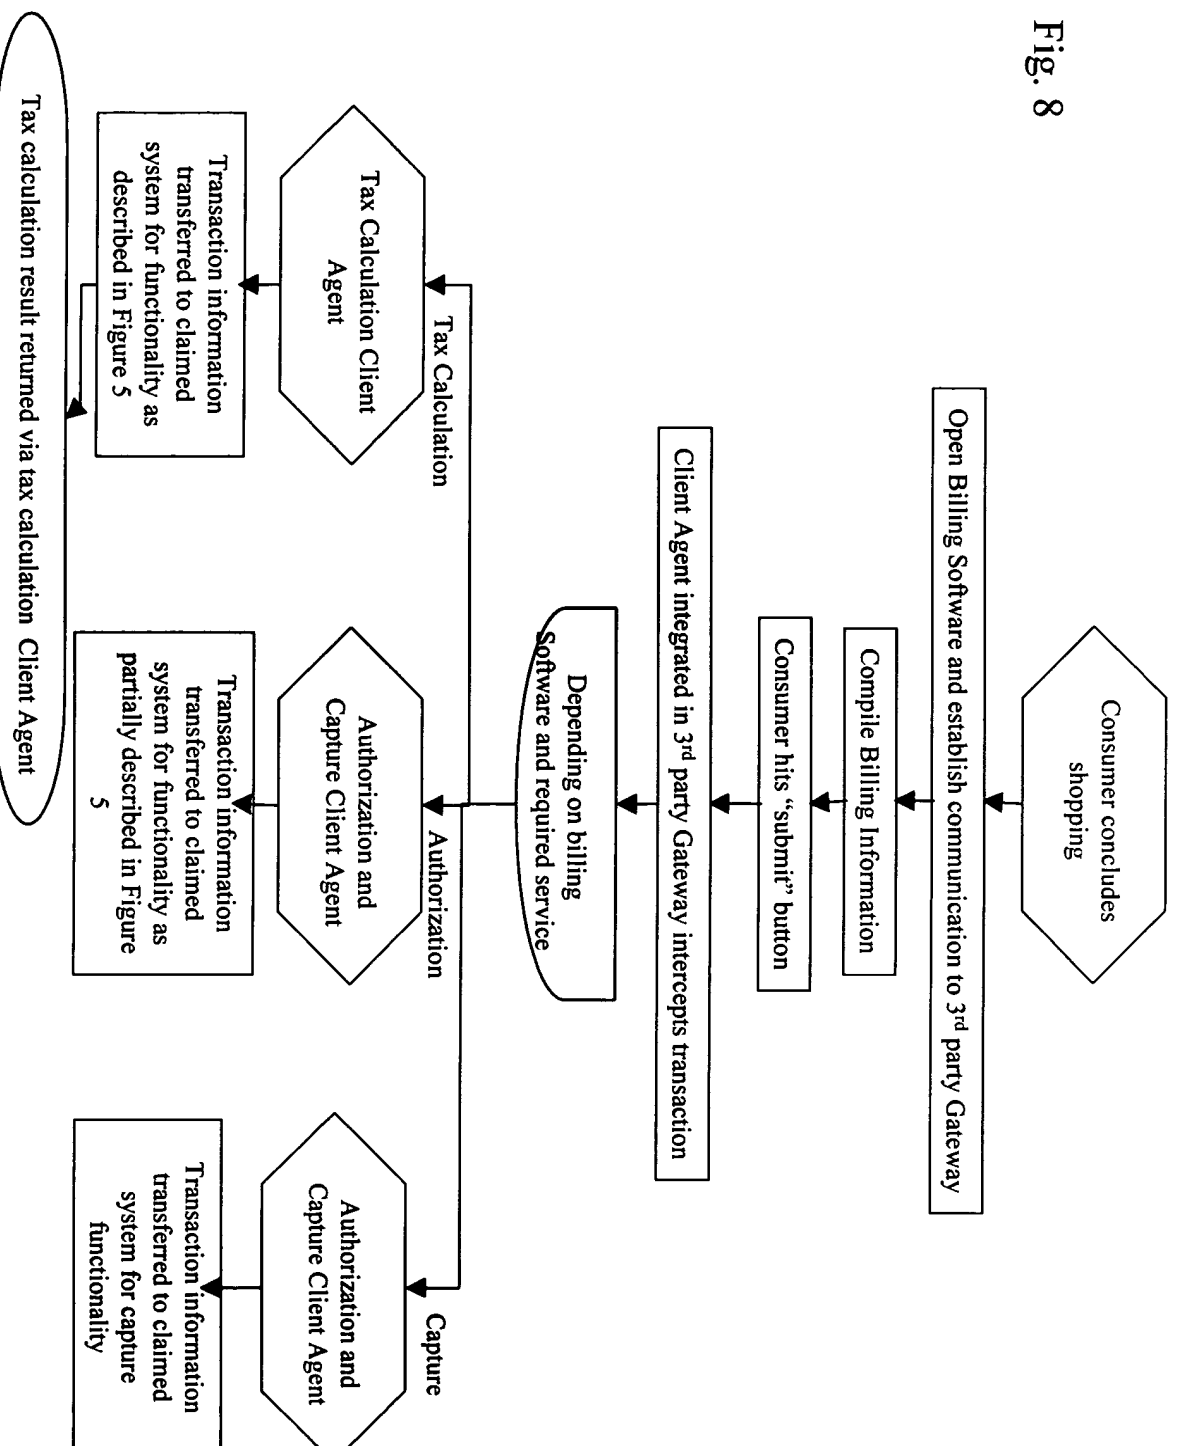 Fig. 8
Consumer concludes
shopping
Open Billing Software and establish communication to 3rd party Gateway
Compile Billing Information
Consumer hits “submit” button
Client Agent integrated in 3rd party Gateway intercepts transaction
Depending on billing
Software and required service
Tax Calculation
Authorization
Capture
Tax Calculation Client
Agent
Authorization and
Capture Client Agent
Authorization and
Capture Client Agent
Transaction information
transferred to claimed
system for functionality as
described in Figure 5
Transaction information
transferred to claimed
system for functionality as
partially described in Figure
5
Transaction information
transferred to claimed
system for capture
functionality
Tax calculation result returned via tax calculation Client Agent